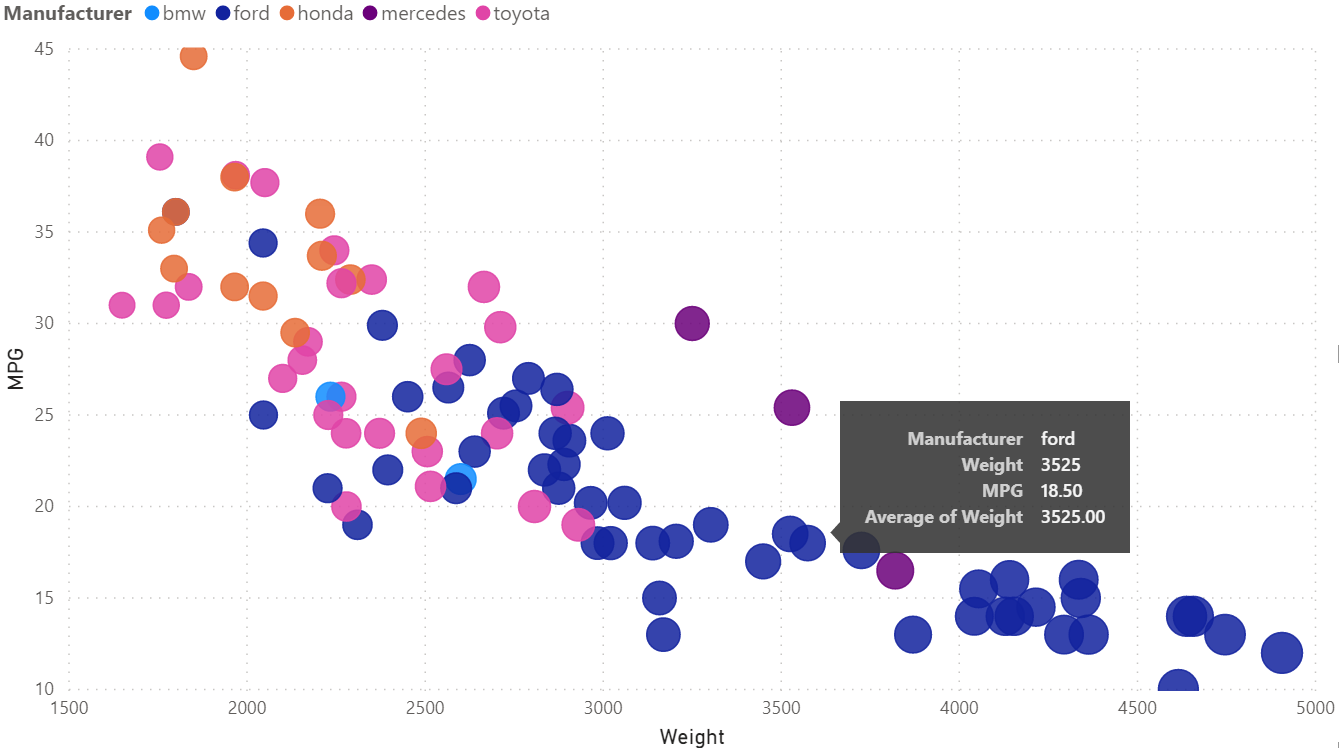 Manufacturer bmw ford honda mercedes toyota
45
40
35
30
25
20
15
10
MPG
Manufacturer ford
Weight 3525
MPG 18.50
Average of Weight 3525.00
1500 2000 2500 3000 3500 4000 4500 5000
Weight